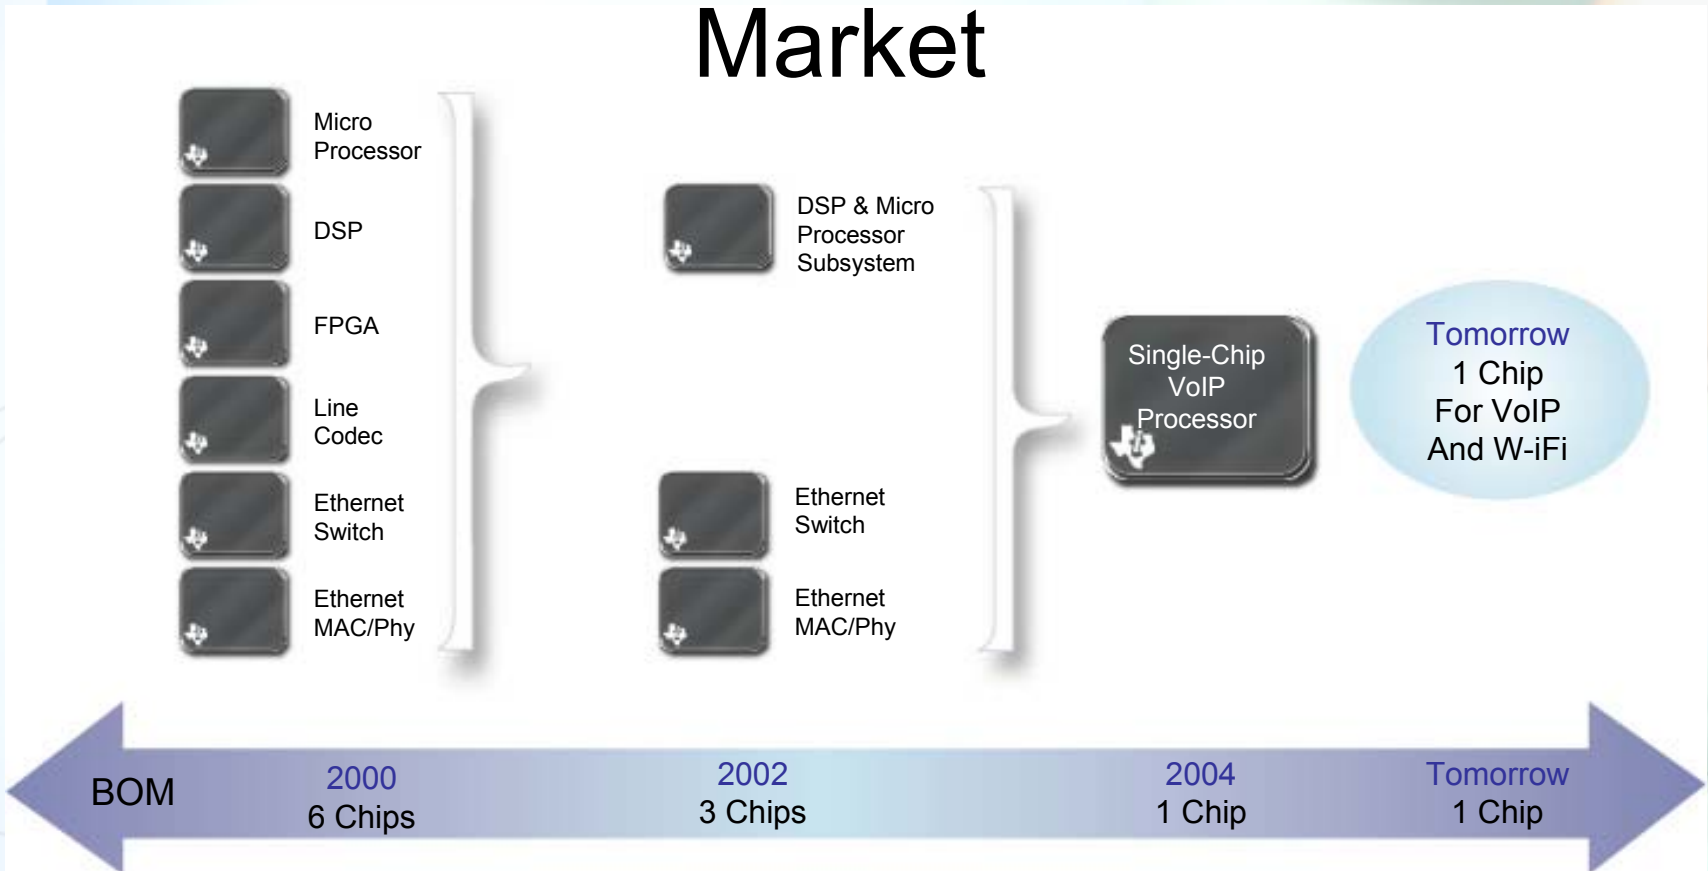 Market
Micro
Processor
DSP
FPGA
Line
Codec
Ethernet
Switch
Ethernet
MAC/Phy
DSP & Micro
Processor
Subsystem
Ethernet
Switch
Ethernet
MAC/Phy
Single-Chip
VoIP
Processor
Tomorrow
1 Chip
For VoIP
And W-iFi
BOM
2000
6 Chips
2002
3 Chips
2004
1 Chip
Tomorrow
1 Chip